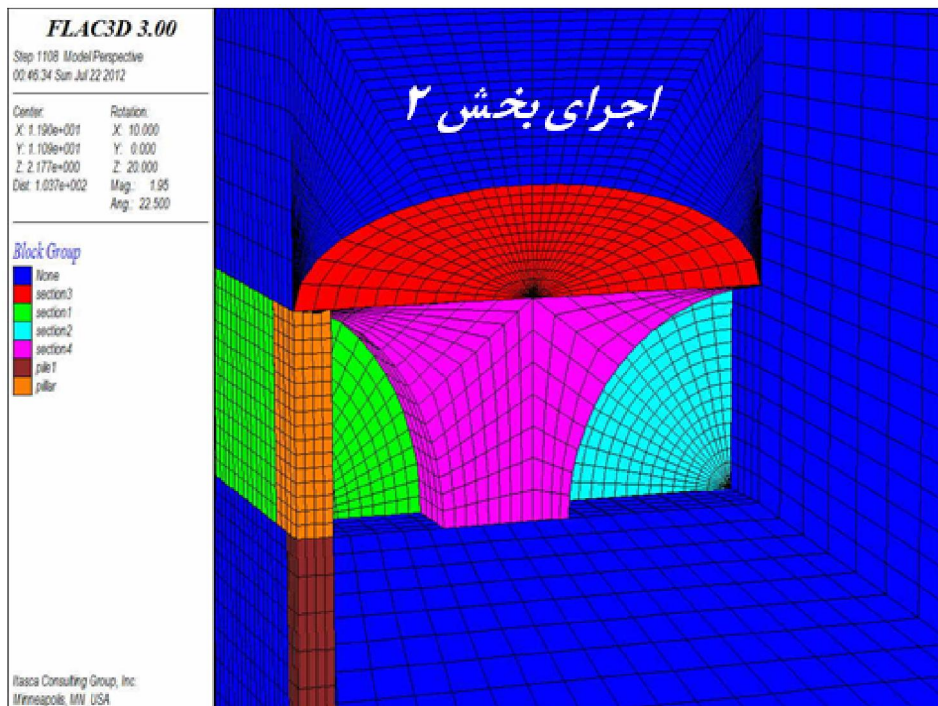 FLAC3D 3.00
Step 1108 Model Perspective
00:46:34 Sun Jul 22 2012
Center:
X: 1.190e+001
Y: 1.109e+001
Z: 2.177e+000
Dist: 1.037e+002
Rotation:
X: 10.000
Y: 0.000
Z: 20.000
Mag.: 1.95
Ang.: 22.500
Block Group
None
section3
section1
section2
section4
pile1
pillar
Itasca Consulting Group, Inc.
Minneapolis, MN USA
اجرای بخش ۲